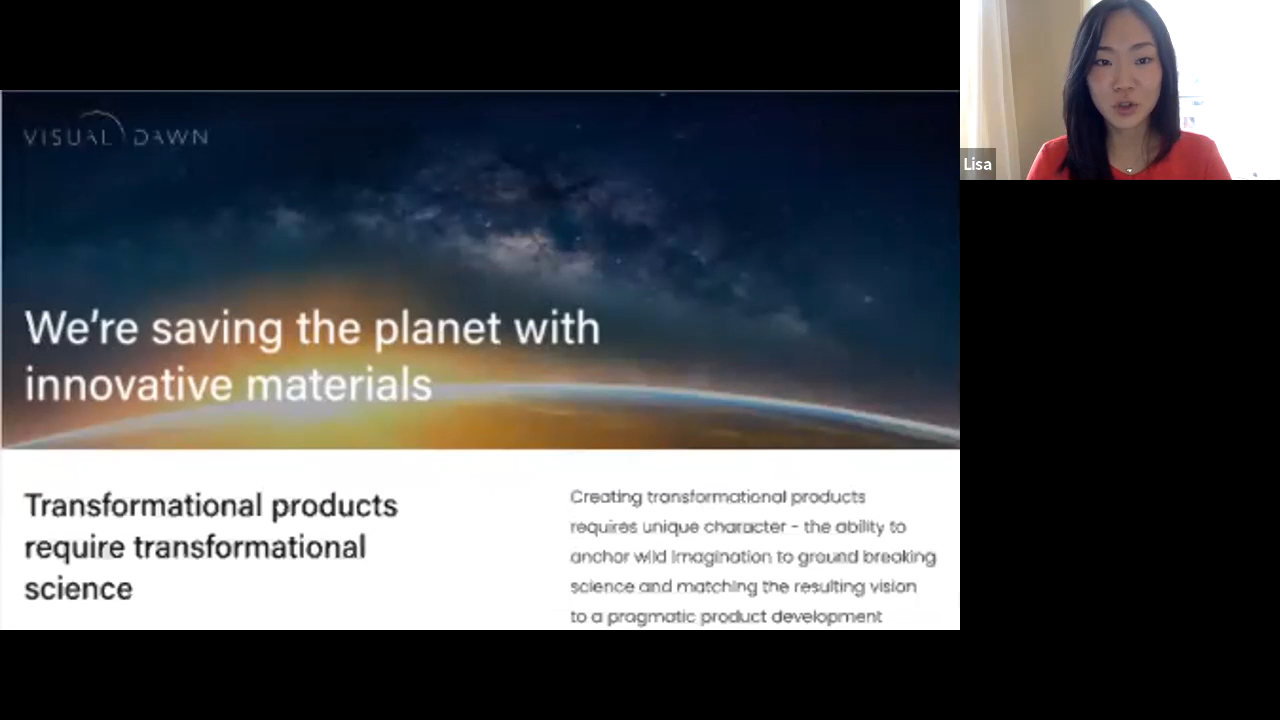 VISUAL DAWN
Lisa
We're saving the planet with
innovative materials
Transformational products
require transformational
science
Creating transformational products
requires unique character - the ability to
anchor wild imagination to ground breaking
science and matching the resulting vision
to a pragmatic product development